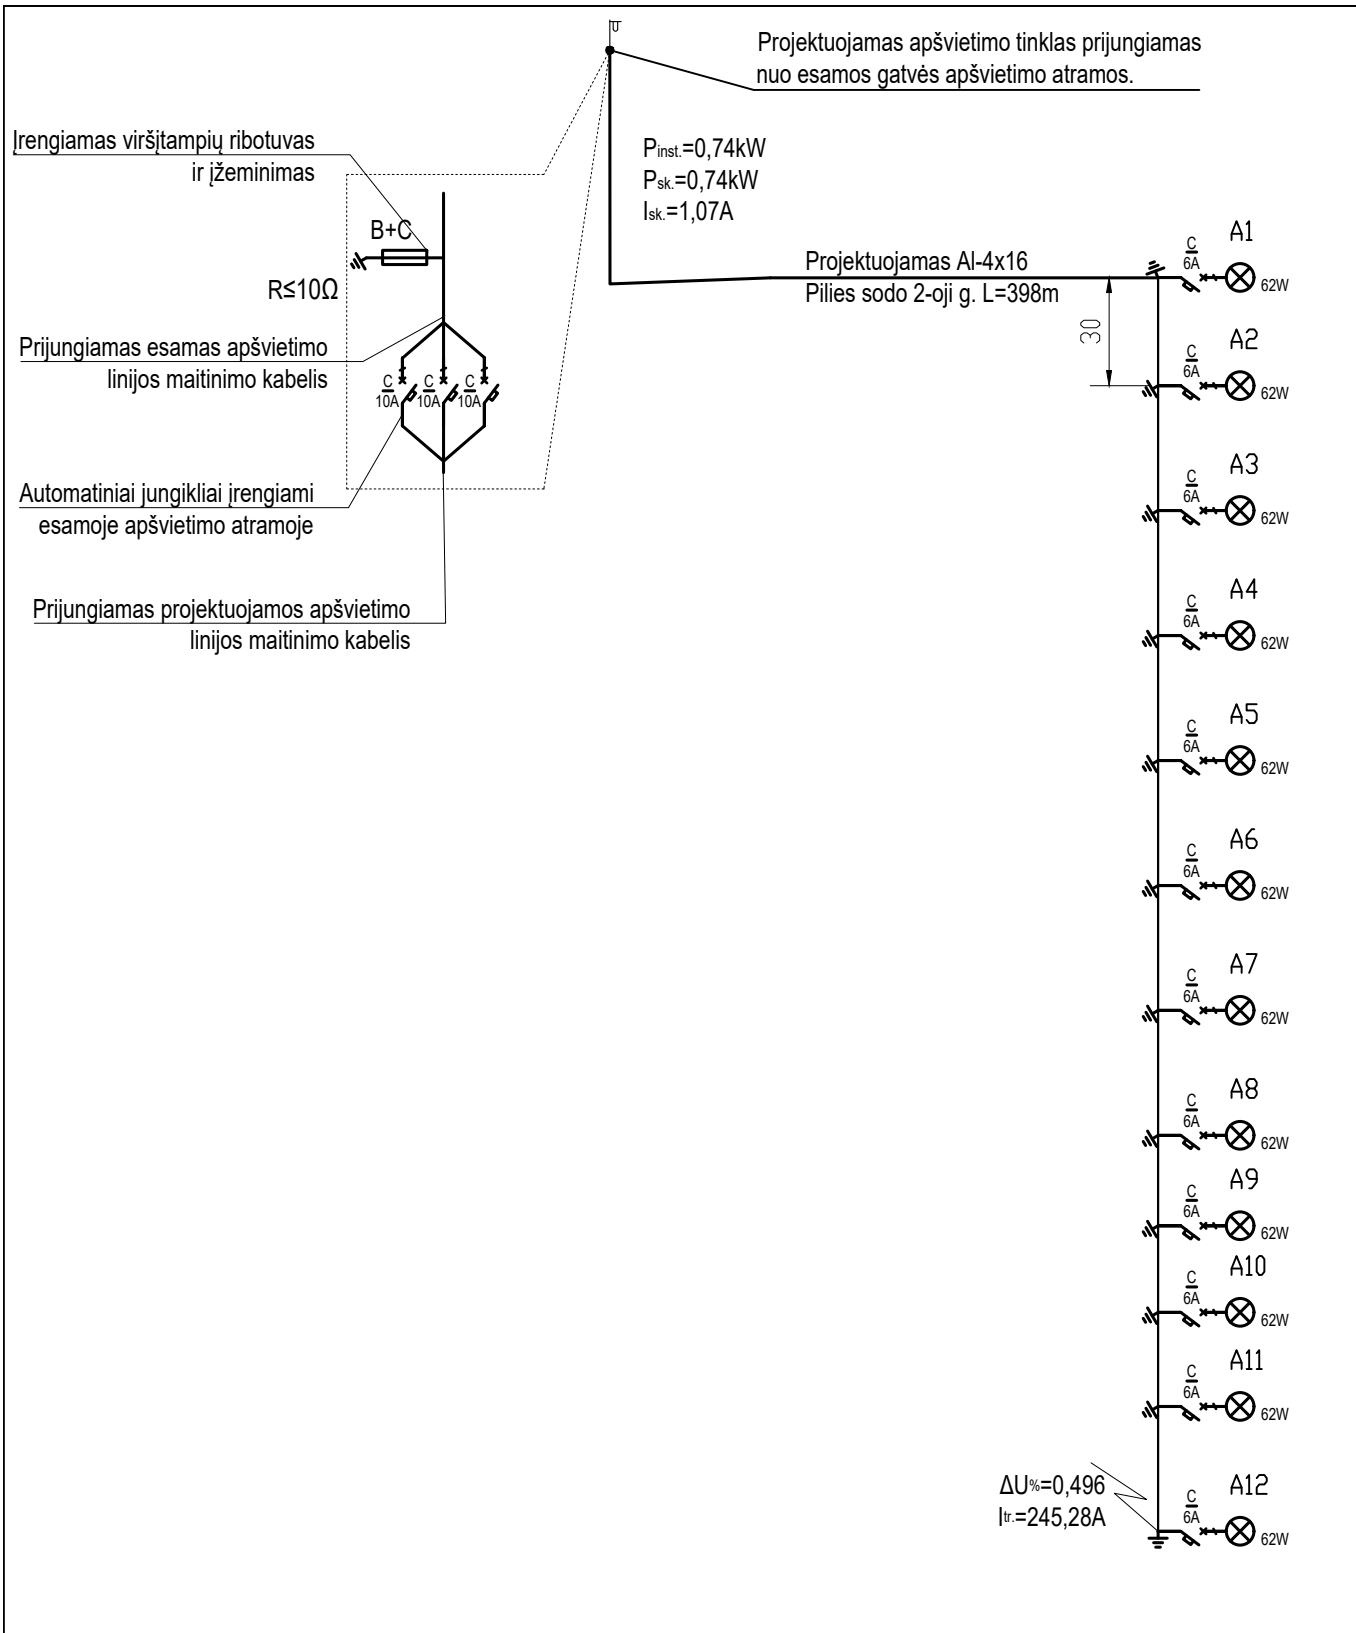 Projektuojamas apšvietimo tinklas prijungiamas
nuo esamos gatvės apšvietimo atramos.
Įrengiamas viršįtampių ribotuvas
ir įžeminimas
Pinst.=0,74kW
Psk.=0,74kW
Isk.=1,07A
B+C
R≤10Ω
Projektuojamas Al-4x16
Pilies sodo 2-oji g. L=398m
30
Prijungiamas esamas apšvietimo
linijos maitinimo kabelis
C
10A
C
10A
C
10A
Automatiniai jungikliai įrengiami
esamoje apšvietimo atramoje
Prijungiamas projektuojamos apšvietimo
linijos maitinimo kabelis
A1
C
6A
62W
A2
C
6A
62W
A3
C
6A
62W
A4
C
6A
62W
A5
C
6A
62W
A6
C
6A
62W
A7
C
6A
62W
A8
C
6A
62W
A9
C
6A
62W
A10
C
6A
62W
A11
C
6A
62W
A12
C
6A
62W
ΔU%=0,496
Itr.=245,28A